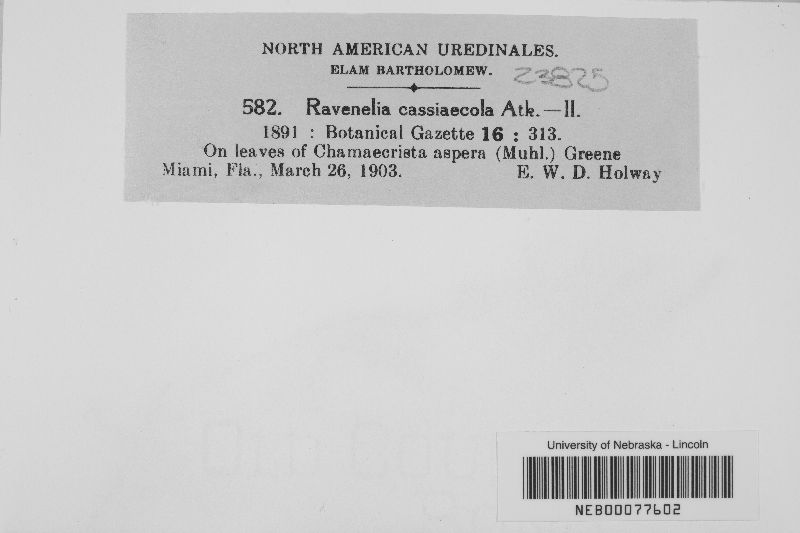 NORTH AMERICAN UREDINALES.
ELAM BARTHOLOMEW.
23825
582. Ravenelia cassiaecola Atk.—II.
1891 : Botanical Gazette 16 : 313.
On leaves of Chamaecrista aspera (Muhl.) Greene
Miami, Fla., March 26, 1903. E. W. D. Holway
University of Nebraska - Lincoln
NEB00077602